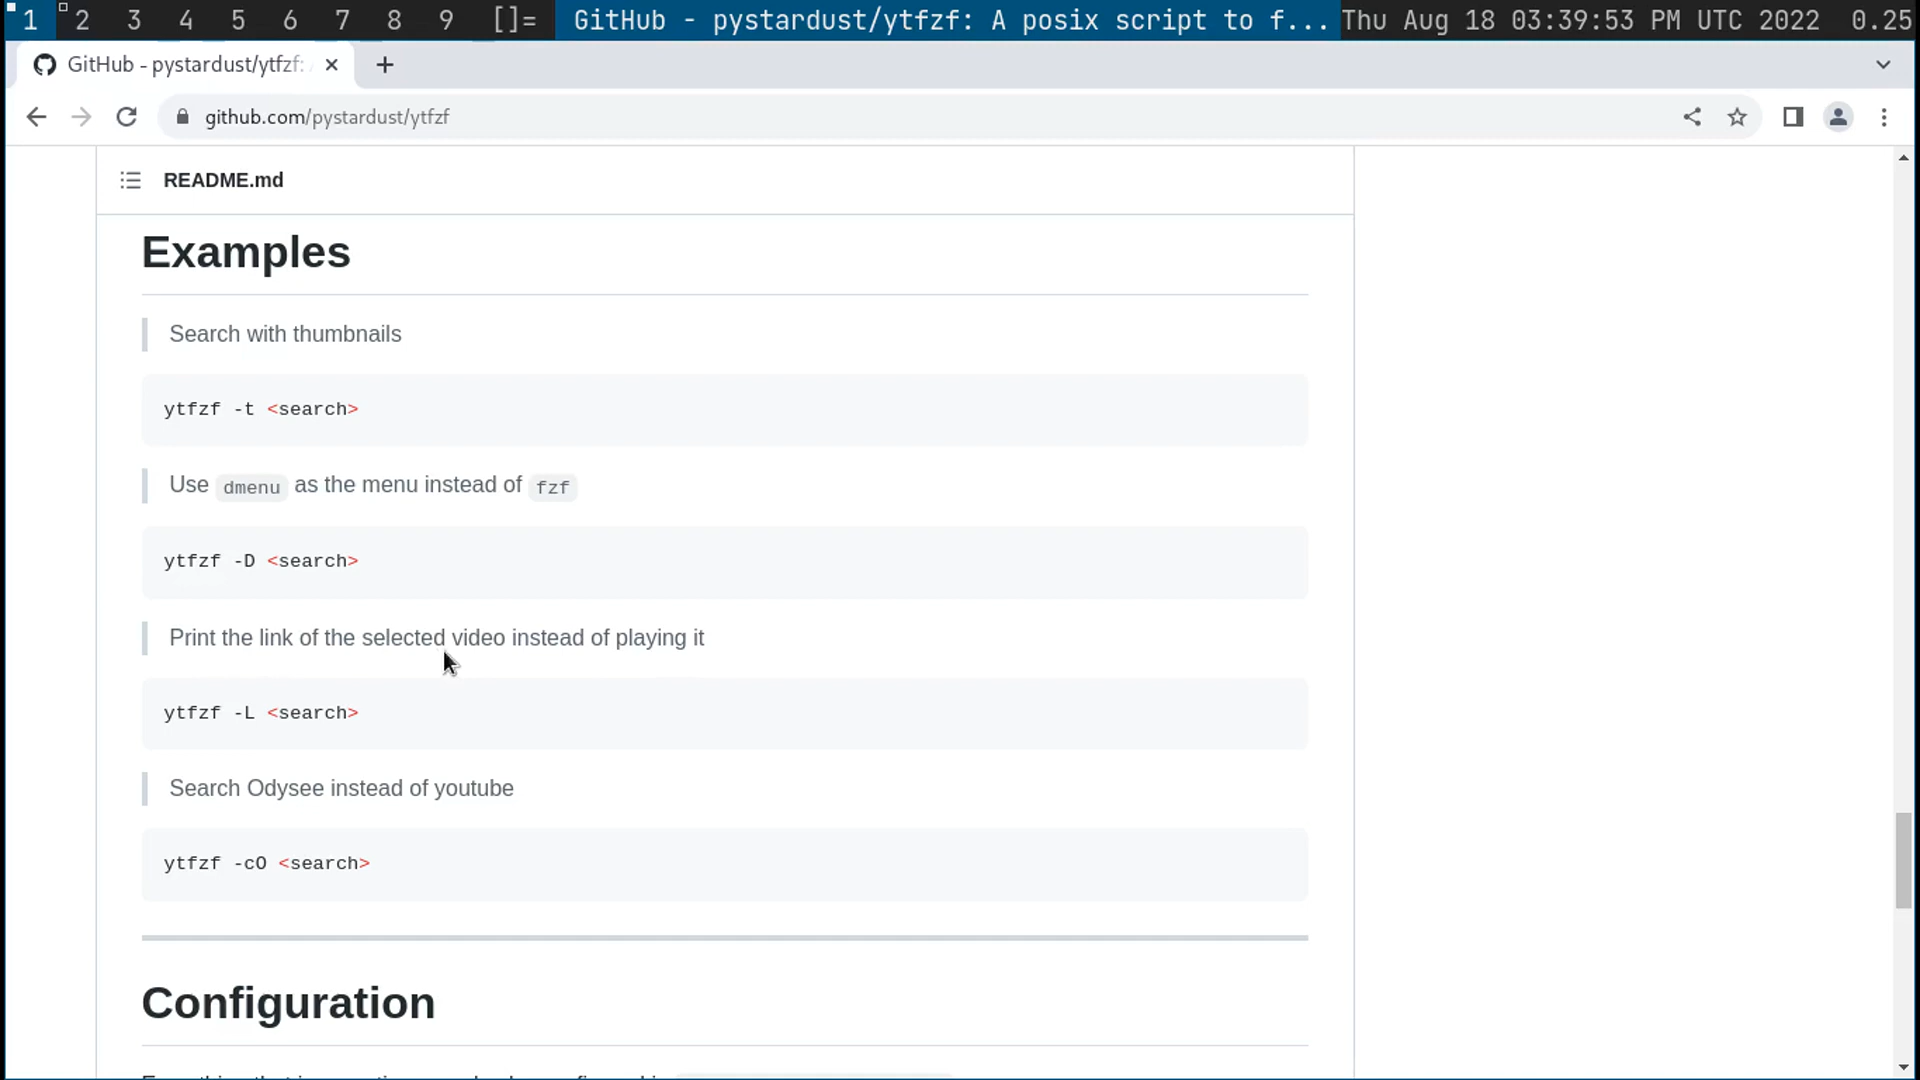 1 2 3 4 5 6 7 8 9 []= GitHub - pystardust/ytfzf: A posix script to f... Thu Aug 18 03:39:53 PM UTC 2022 0.25
GitHub - pystardust/ytfzf:
github.com/pystardust/ytfzf
README.md
Examples
Search with thumbnails
ytfzf -t <search>
Use dmenu as the menu instead of fzf
ytfzf -D <search>
Print the link of the selected video instead of playing it
ytfzf -L <search>
Search Odysee instead of youtube
ytfzf -cO <search>
Configuration